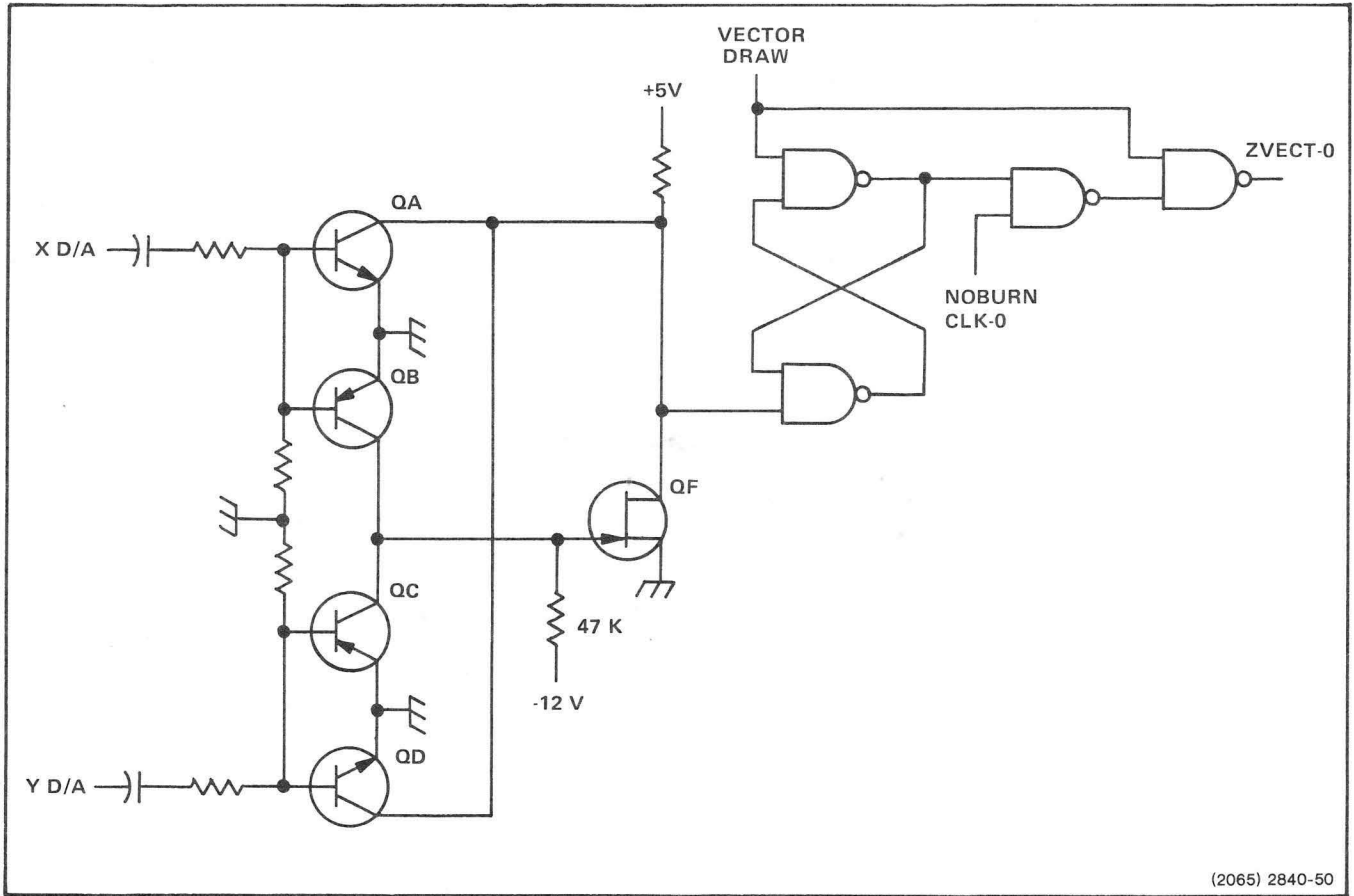 VECTOR
DRAW
+5V
ZVECT-0
QA
X D/A
NOBURN
CLK-0
QB
QF
QC
47 K
-12 V
QD
Y D/A
(2065) 2840-50